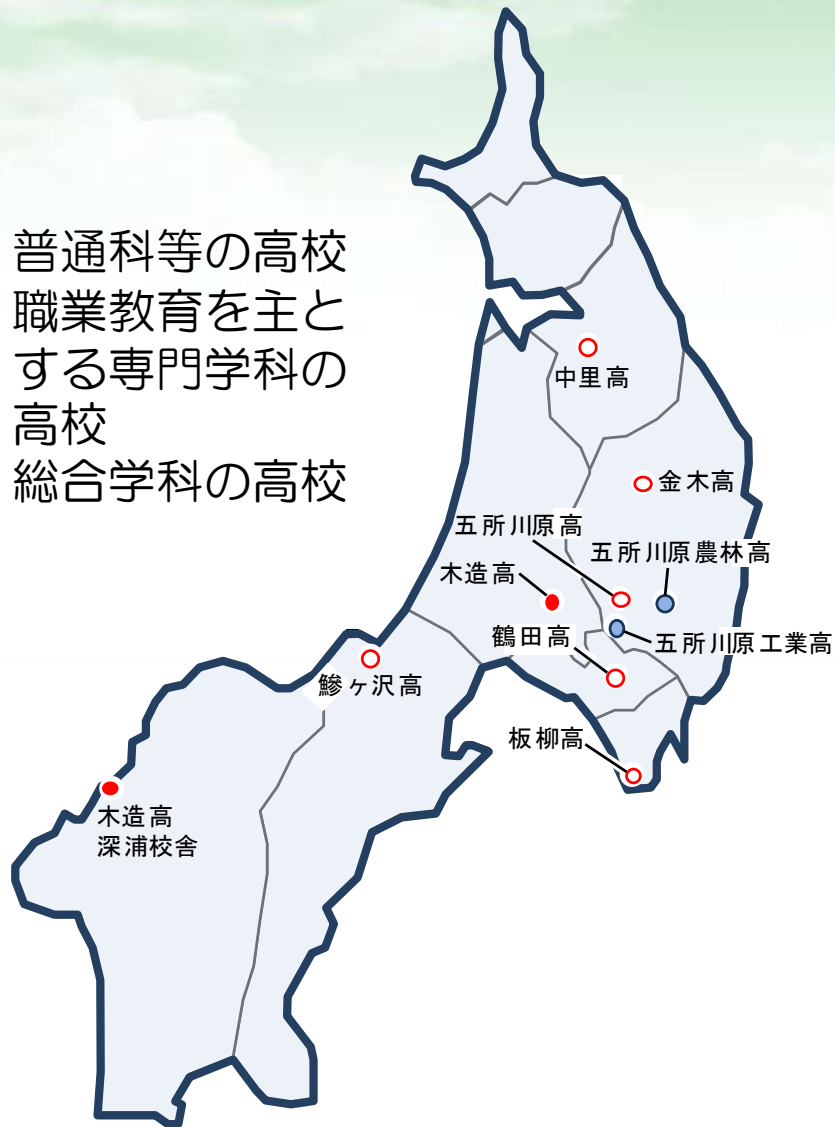 普通科等の高校
職業教育を主と
する専門学科の
高校
総合学科の高校
中里高
金木高
五所川原高
五所川原農林高
木造高
鶴田高
五所川原工業高
鰺ヶ沢高
板柳高
木造高
深浦校舎